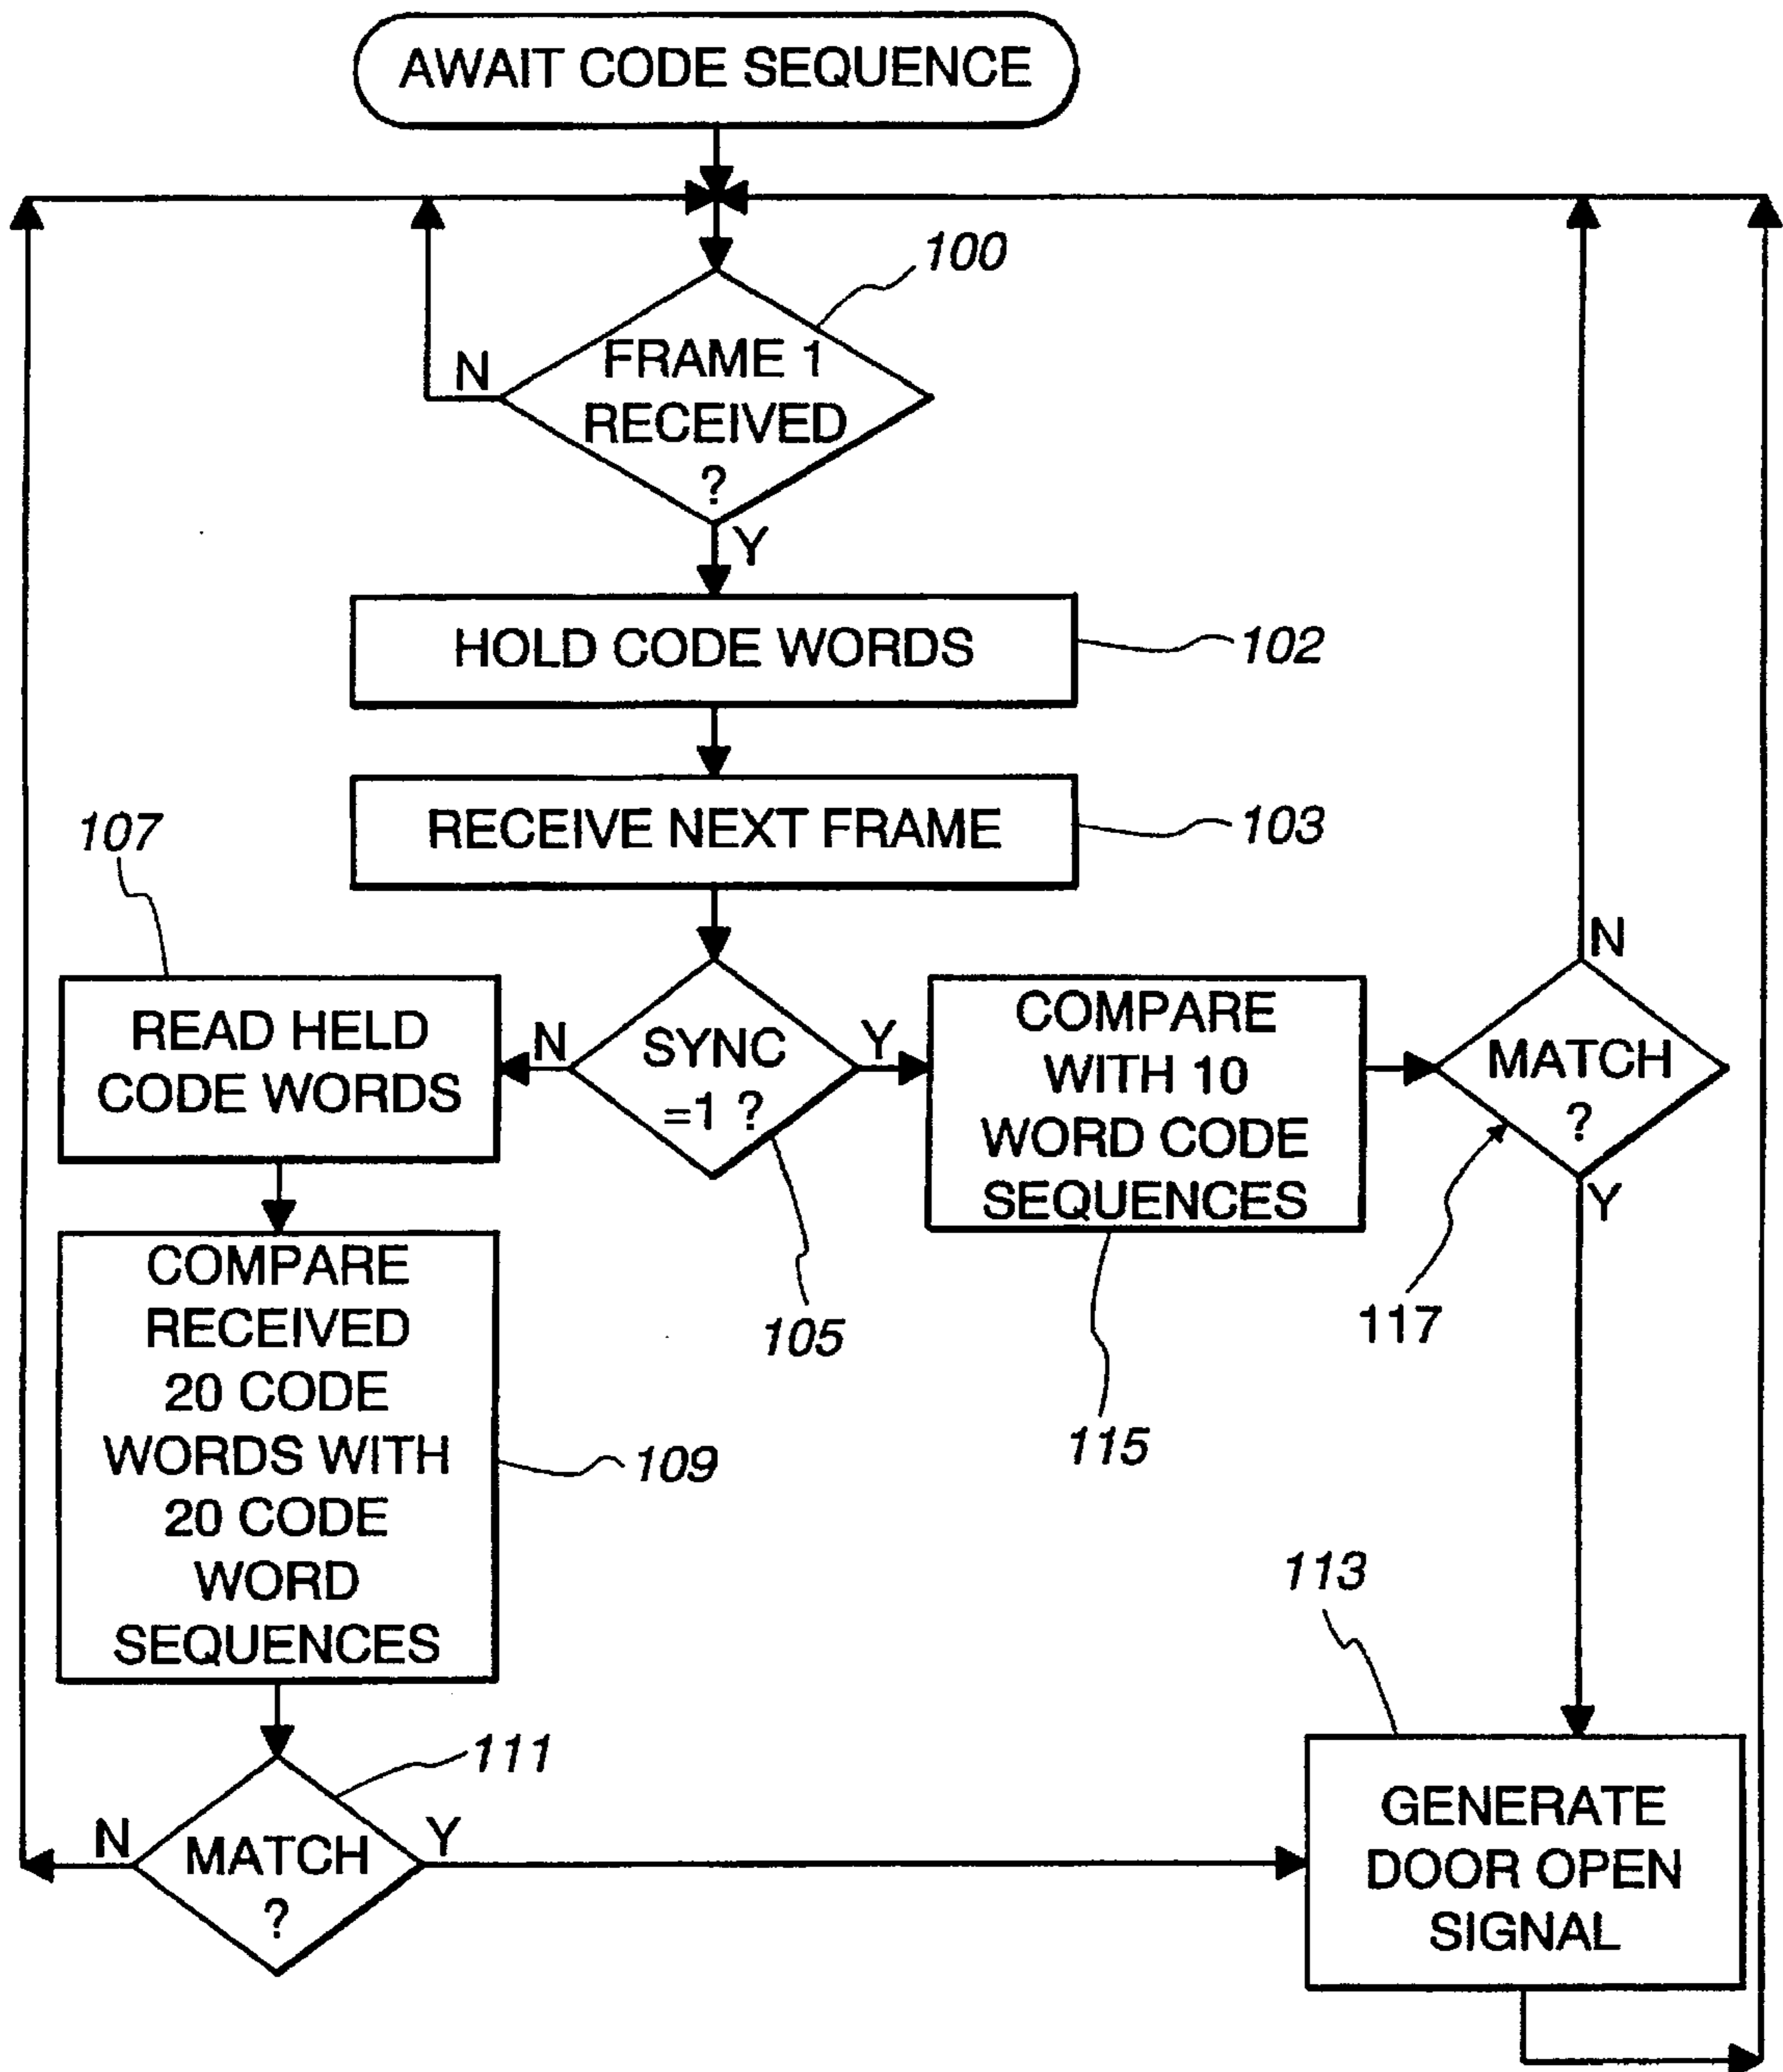 AWAIT CODE SEQUENCE
100
FRAME 1
RECEIVED
?
N
Y
HOLD CODE WORDS
102
RECEIVE NEXT FRAME
103
107
READ HELD
CODE WORDS
N
SYNC
=1 ?
Y
105
COMPARE
WITH 10
WORD CODE
SEQUENCES
115
N
MATCH
?
Y
117
COMPARE
RECEIVED
20 CODE
WORDS WITH
20 CODE
WORD
SEQUENCES
109
111
N
MATCH
?
Y
113
GENERATE
DOOR OPEN
SIGNAL